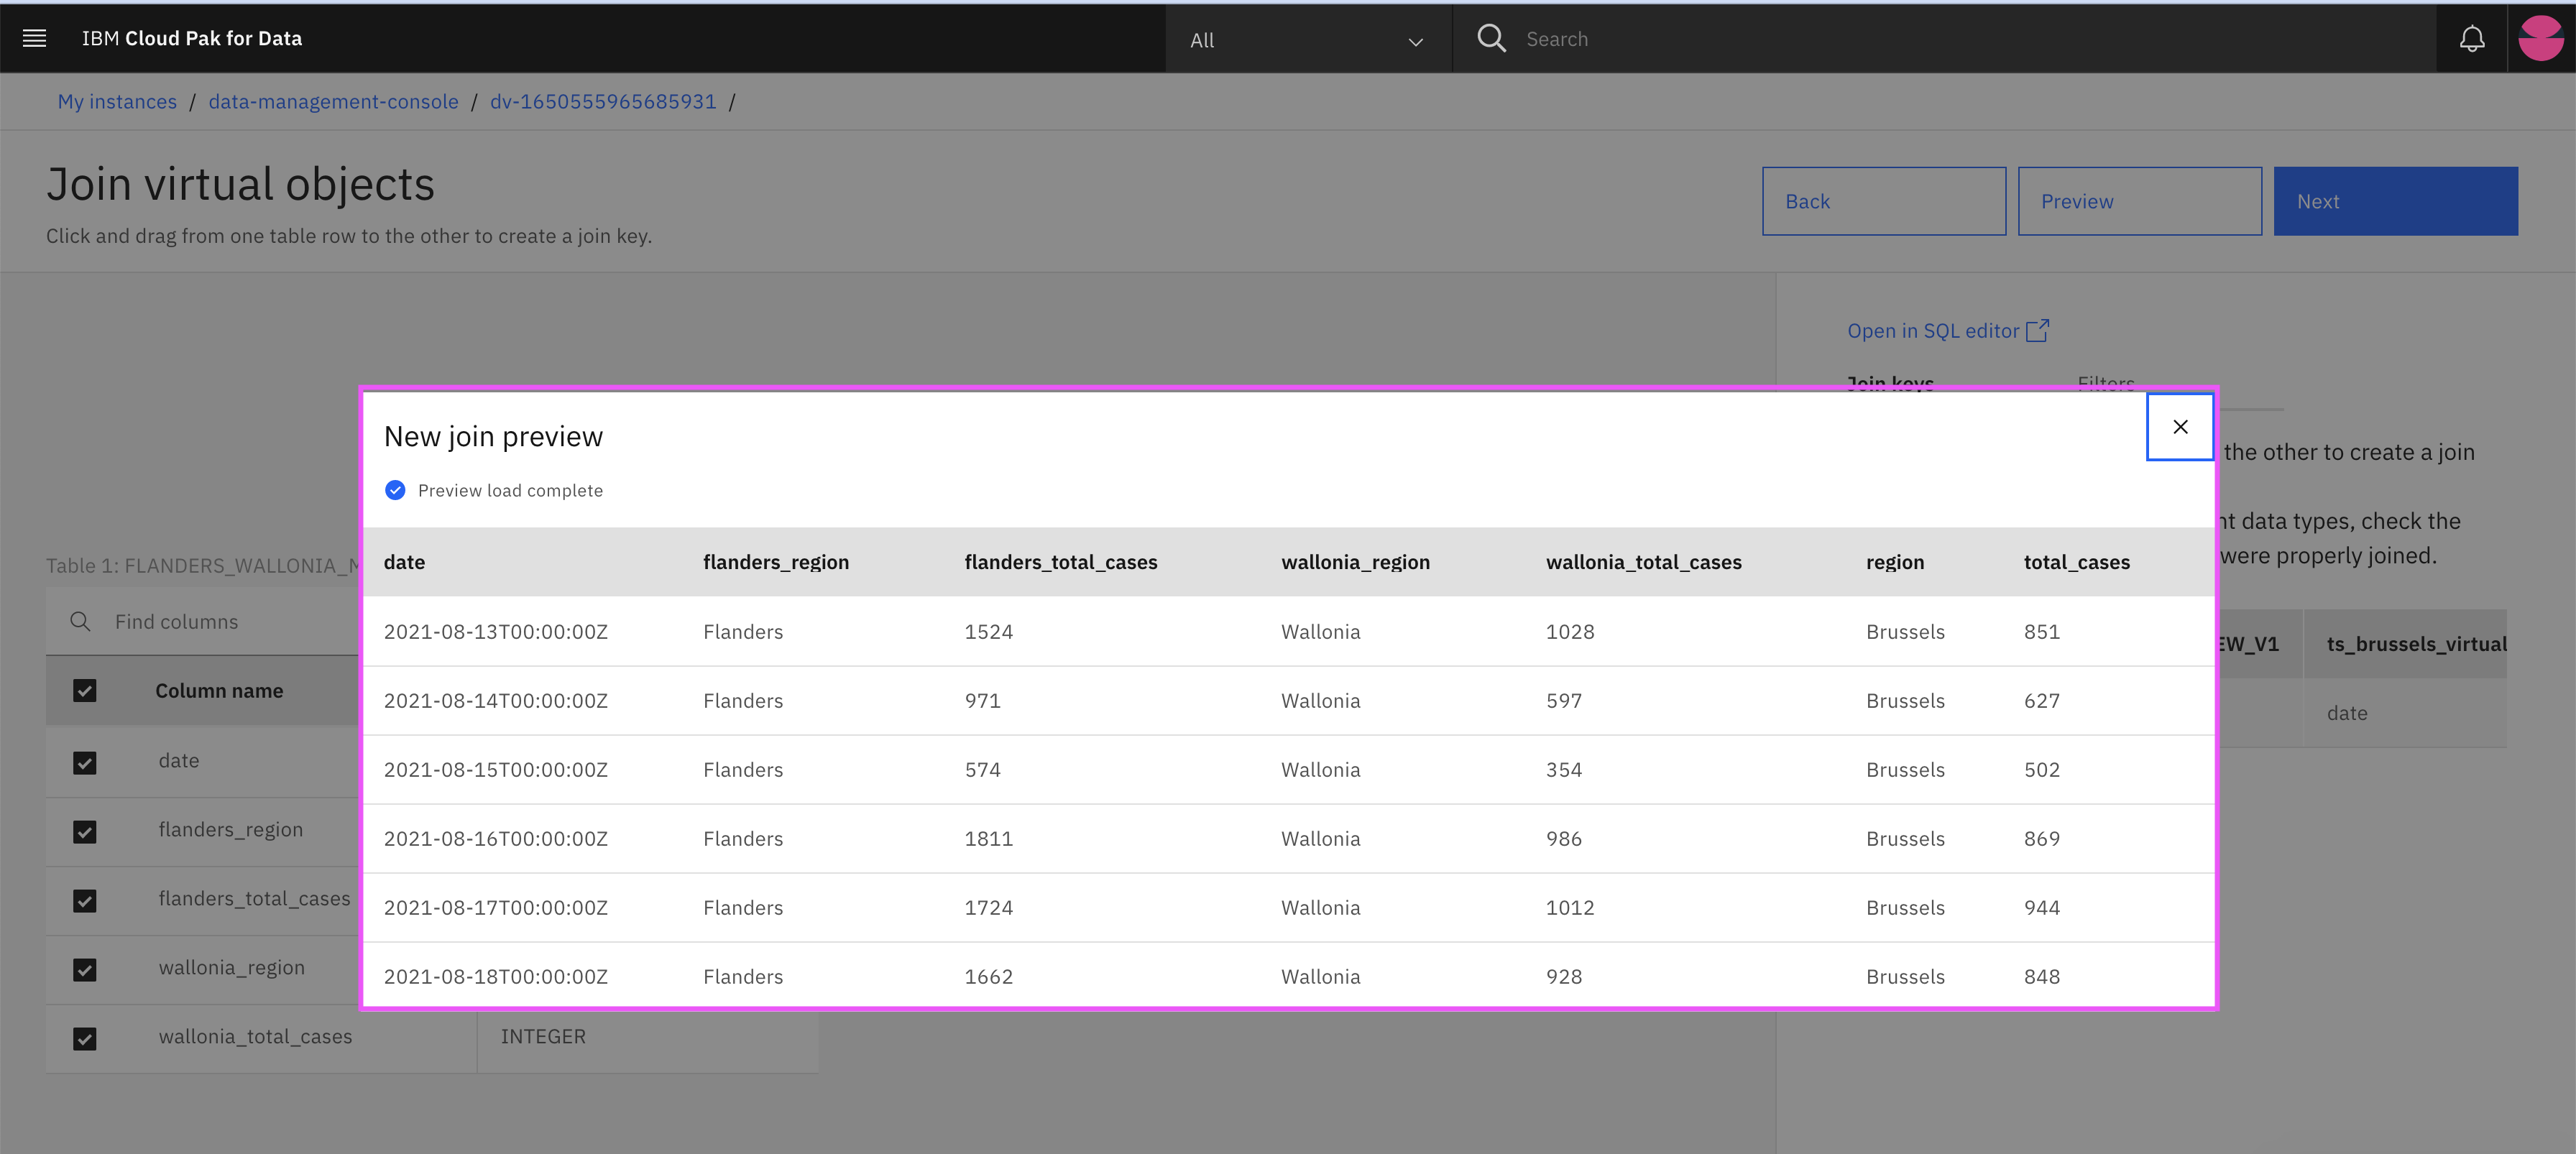 IBM Cloud Pak for Data
All
Search
My instances / data-management-console / dv-1650555965685931 /
Join virtual objects
Click and drag from one table row to the other to create a join key.
Back
Preview
Next
Open in SQL editor
Join keys Filters
New join preview
the other to create a join
Preview load complete
nt data types, check the
were properly joined.
Table 1: FLANDERS_WALLONIA_M
date flanders_region flanders_total_cases wallonia_region wallonia_total_cases region total_cases
Find columns
2021-08-13T00:00:00Z Flanders 1524 Wallonia 1028 Brussels 851
EW_V1 ts_brussels_virtual
Column name
2021-08-14T00:00:00Z Flanders 971 Wallonia 597 Brussels 627
date
date
2021-08-15T00:00:00Z Flanders 574 Wallonia 354 Brussels 502
flanders_region
2021-08-16T00:00:00Z Flanders 1811 Wallonia 986 Brussels 869
flanders_total_cases
2021-08-17T00:00:00Z Flanders 1724 Wallonia 1012 Brussels 944
wallonia_region
2021-08-18T00:00:00Z Flanders 1662 Wallonia 928 Brussels 848
wallonia_total_cases INTEGER